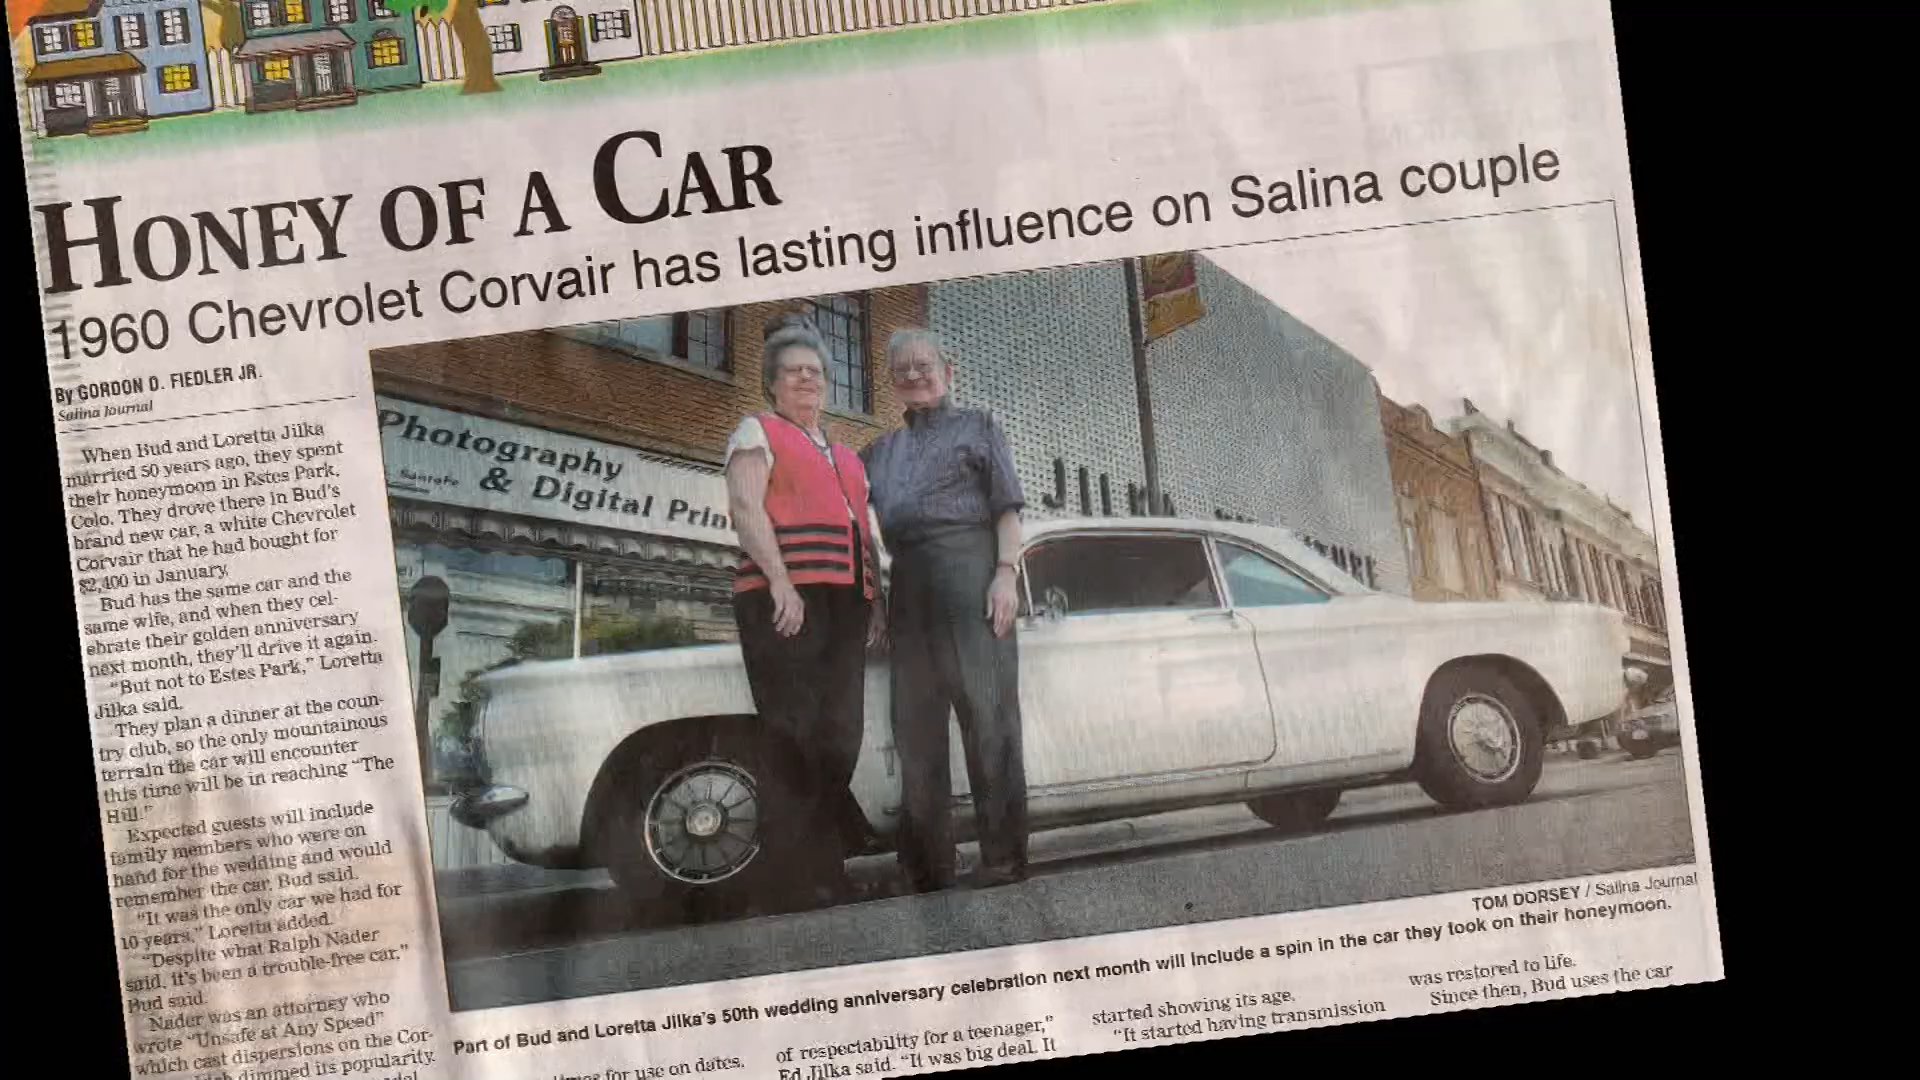 HONEY OF A CAR
1960 Chevrolet Corvair has lasting influence on Salina couple
By GORDON D. FIEDLER JR.
Salina Journal
When Bud and Loretta Jilka
married 50 years ago, they spent
their honeymoon in Estes Park,
Colo. They drove there in Bud's
brand new car, a white Chevrolet
Corvair that he had bought for
$2,400 in January.
Bud has the same car and the
same wife, and when they cel-
ebrate their golden anniversary
next month, they'll drive it again.
"But not to Estes Park," Loretta
Jilka said.
They plan a dinner at the coun-
try club, so the only mountainous
terrain the car will encounter
this time will be in reaching "The
Hill."
Expected guests will include
family members who were on
hand for the wedding and would
remember the car, Bud said.
"It was the only car we had for
10 years," Loretta added.
"Despite what Ralph Nader
said, it's been a trouble-free car,"
Bud said.
Nader was an attorney who
wrote "Unsafe at Any Speed"
which cast dispersions on the Cor-
dimmed its popularity.
Photography
& Digital Prin
JILKA
TOM DORSEY / Salina Journal
Part of Bud and Loretta Jilka's 50th wedding anniversary celebration next month will include a spin in the car they took on their honeymoon.
for use on dates.
of respectability for a teenager,"
Ed Jilka said. "It was big deal. It
started showing its age.
"It started having transmission
was restored to life.
Since then, Bud uses the car